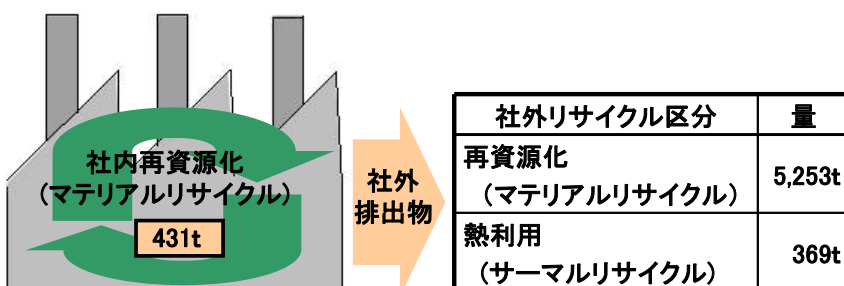 社内再資源化
（マテリアルリサイクル）
431t
社外
排出物
社外リサイクル区分 量
再資源化
（マテリアルリサイクル） 5,253t
熱利用
（サーマルリサイクル） 369t